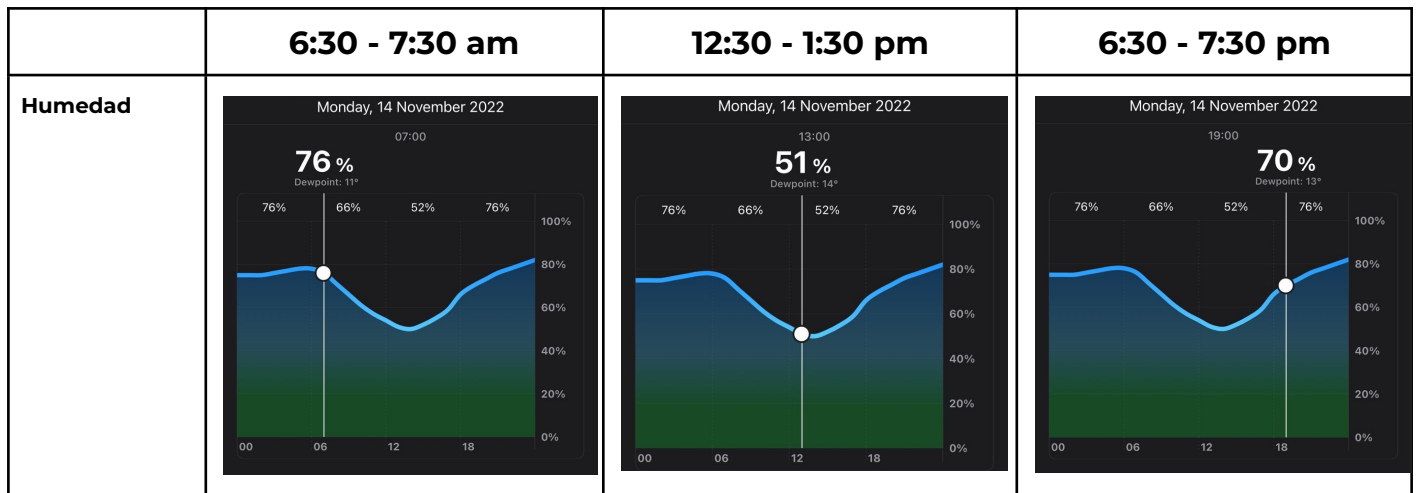 6:30 - 7:30 am
12:30 - 1:30 pm
6:30 - 7:30 pm
Humedad
Monday, 14 November 2022
07:00
76 %
Dewpoint: 11°
76% 66% 52% 76%
100%
80%
60%
40%
20%
0%
00 06 12 18
Monday, 14 November 2022
13:00
51 %
Dewpoint: 14°
76% 66% 52% 76%
100%
80%
60%
40%
20%
0%
00 06 12 18
Monday, 14 November 2022
19:00
70 %
Dewpoint: 13°
76% 66% 52% 76%
100%
80%
60%
40%
20%
0%
00 06 12 18